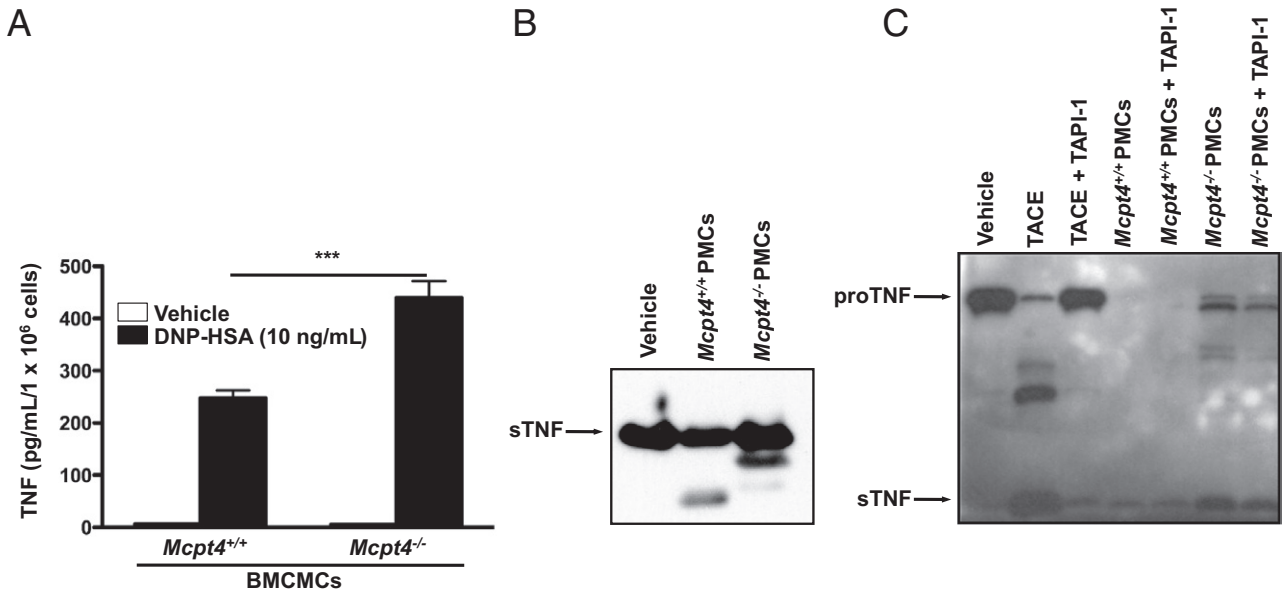 A
TNF (pg/mL/1 x 10⁶ cells)
500
400
300
200
100
0
***
Vehicle
DNP-HSA (10 ng/mL)
Mcpt4⁺/⁺
Mcpt4⁻/⁻
BMCMCs
B
Vehicle
Mcpt4⁺/⁺ PMCs
Mcpt4⁻/⁻ PMCs
sTNF
C
Vehicle
TACE
TACE + TAPI-1
Mcpt4⁺/⁺ PMCs
Mcpt4⁺/⁺ PMCs + TAPI-1
Mcpt4⁻/⁻ PMCs
Mcpt4⁻/⁻ PMCs + TAPI-1
proTNF
sTNF